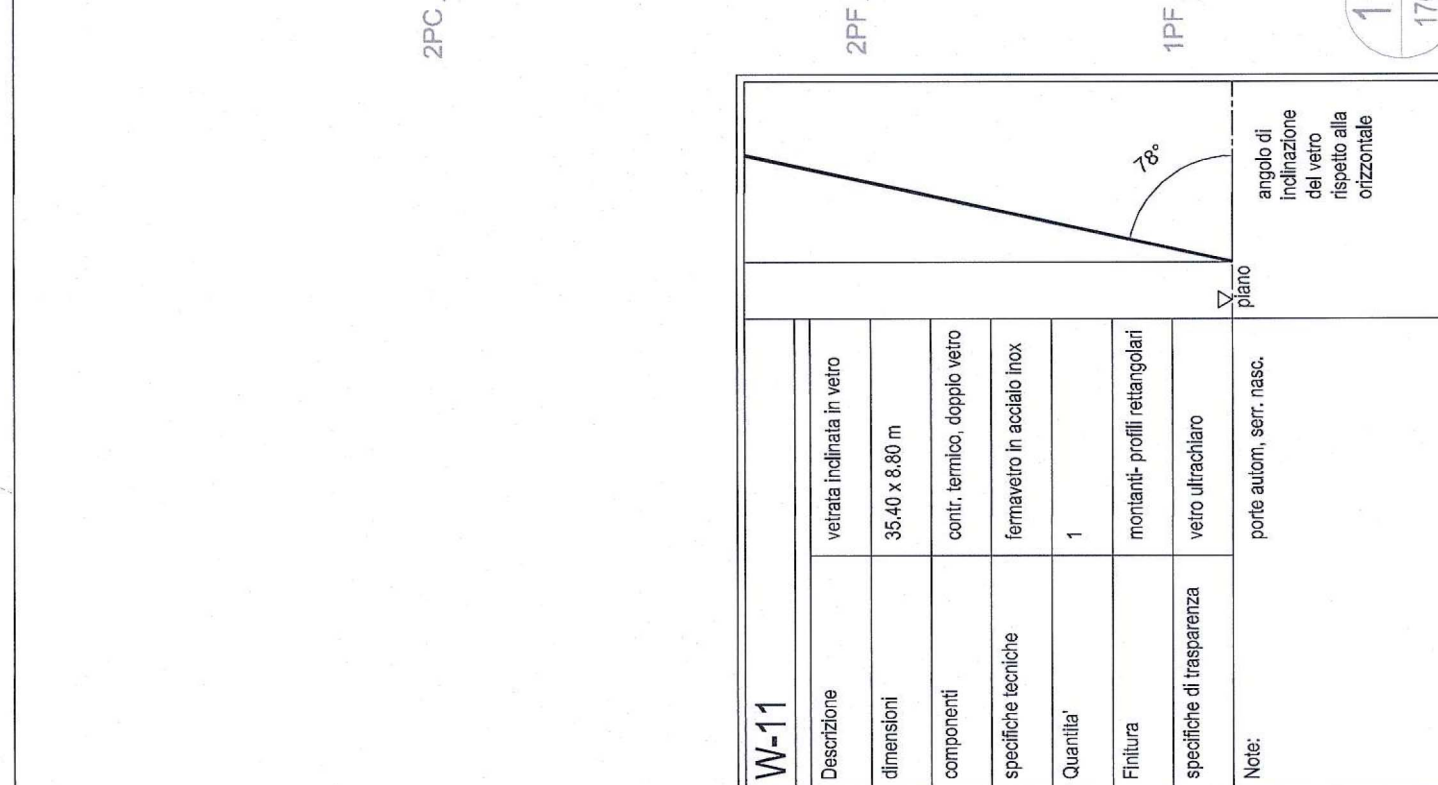 2PC
2PF
1PF
1
17
W-11
Descrizione vetrata inclinata in vetro
dimensioni 35.40 x 8.80 m
componenti contr. termico, doppio vetro
specifiche tecniche fermavetro in acciaio inox
Quantita' 1
Finitura montanti- profili rettangolari
specifiche di trasparenza vetro ultrachiaro
Note: porte autom, serr. nasc.
78°
piano
angolo di
inclinazione
del vetro
rispetto alla
orizzontale